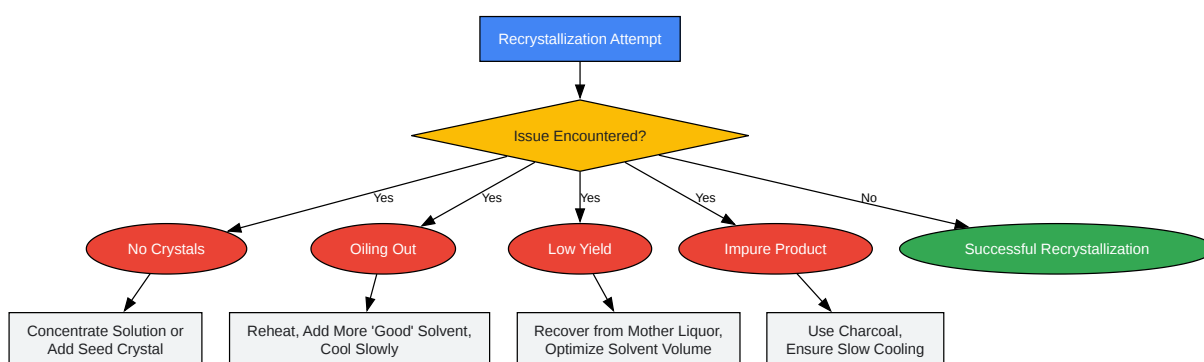 Recrystallization Attempt
Issue Encountered?
Yes
Yes
Yes
Yes
No
No Crystals
Oiling Out
Low Yield
Impure Product
Successful Recrystallization
Concentrate Solution or
Add Seed Crystal
Reheat, Add More 'Good' Solvent,
Cool Slowly
Recover from Mother Liquor,
Optimize Solvent Volume
Use Charcoal,
Ensure Slow Cooling